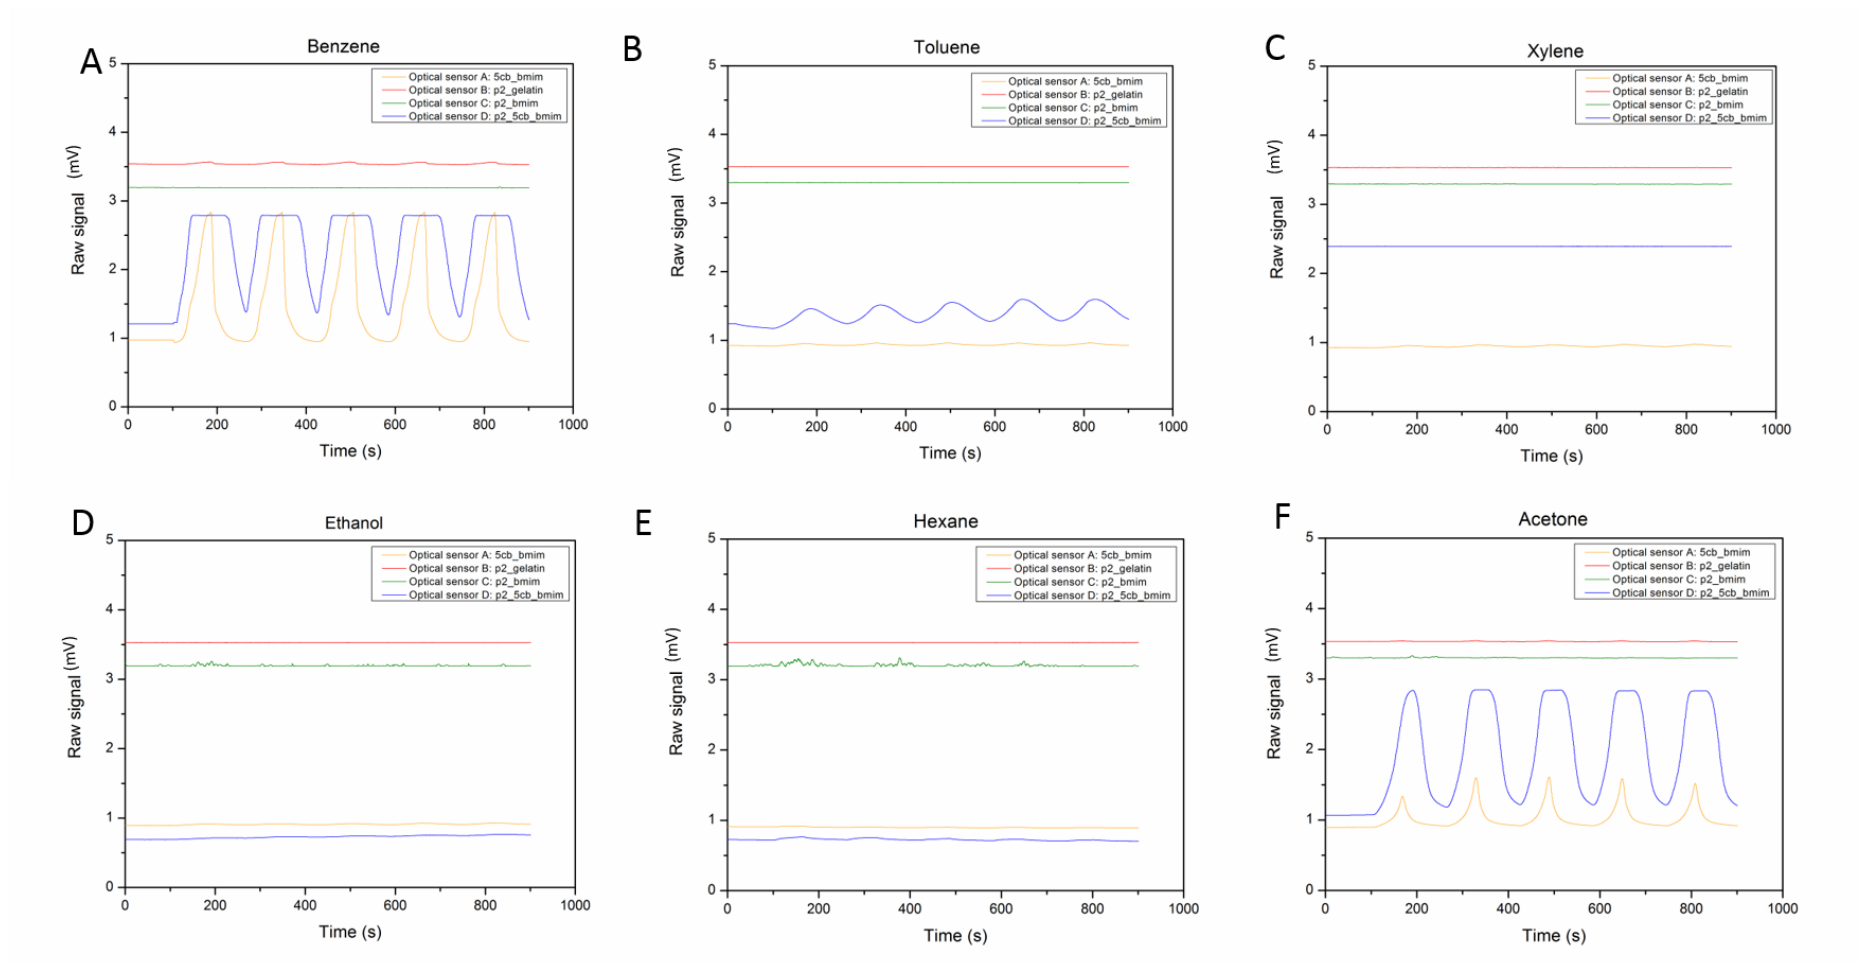 A
Benzene
Optical sensor A: 5cb_bmim
Optical sensor B: p2_gelatin
Optical sensor C: p2_bmim
Optical sensor D: p2_5cb_bmim
Raw signal (mV)
5
4
3
2
1
0
0 200 400 600 800 1000
Time (s)
B
Toluene
Optical sensor A: 5cb_bmim
Optical sensor B: p2_gelatin
Optical sensor C: p2_bmim
Optical sensor D: p2_5cb_bmim
Raw signal (mV)
5
4
3
2
1
0
0 200 400 600 800 1000
Time (s)
C
Xylene
Optical sensor A: 5cb_bmim
Optical sensor B: p2_gelatin
Optical sensor C: p2_bmim
Optical sensor D: p2_5cb_bmim
Raw signal (mV)
5
4
3
2
1
0
0 200 400 600 800 1000
Time (s)
D
Ethanol
Optical sensor A: 5cb_bmim
Optical sensor B: p2_gelatin
Optical sensor C: p2_bmim
Optical sensor D: p2_5cb_bmim
Raw signal (mV)
5
4
3
2
1
0
0 200 400 600 800 1000
Time (s)
E
Hexane
Optical sensor A: 5cb_bmim
Optical sensor B: p2_gelatin
Optical sensor C: p2_bmim
Optical sensor D: p2_5cb_bmim
Raw signal (mV)
5
4
3
2
1
0
0 200 400 600 800 1000
Time (s)
F
Acetone
Optical sensor A: 5cb_bmim
Optical sensor B: p2_gelatin
Optical sensor C: p2_bmim
Optical sensor D: p2_5cb_bmim
Raw signal (mV)
5
4
3
2
1
0
0 200 400 600 800 1000
Time (s)